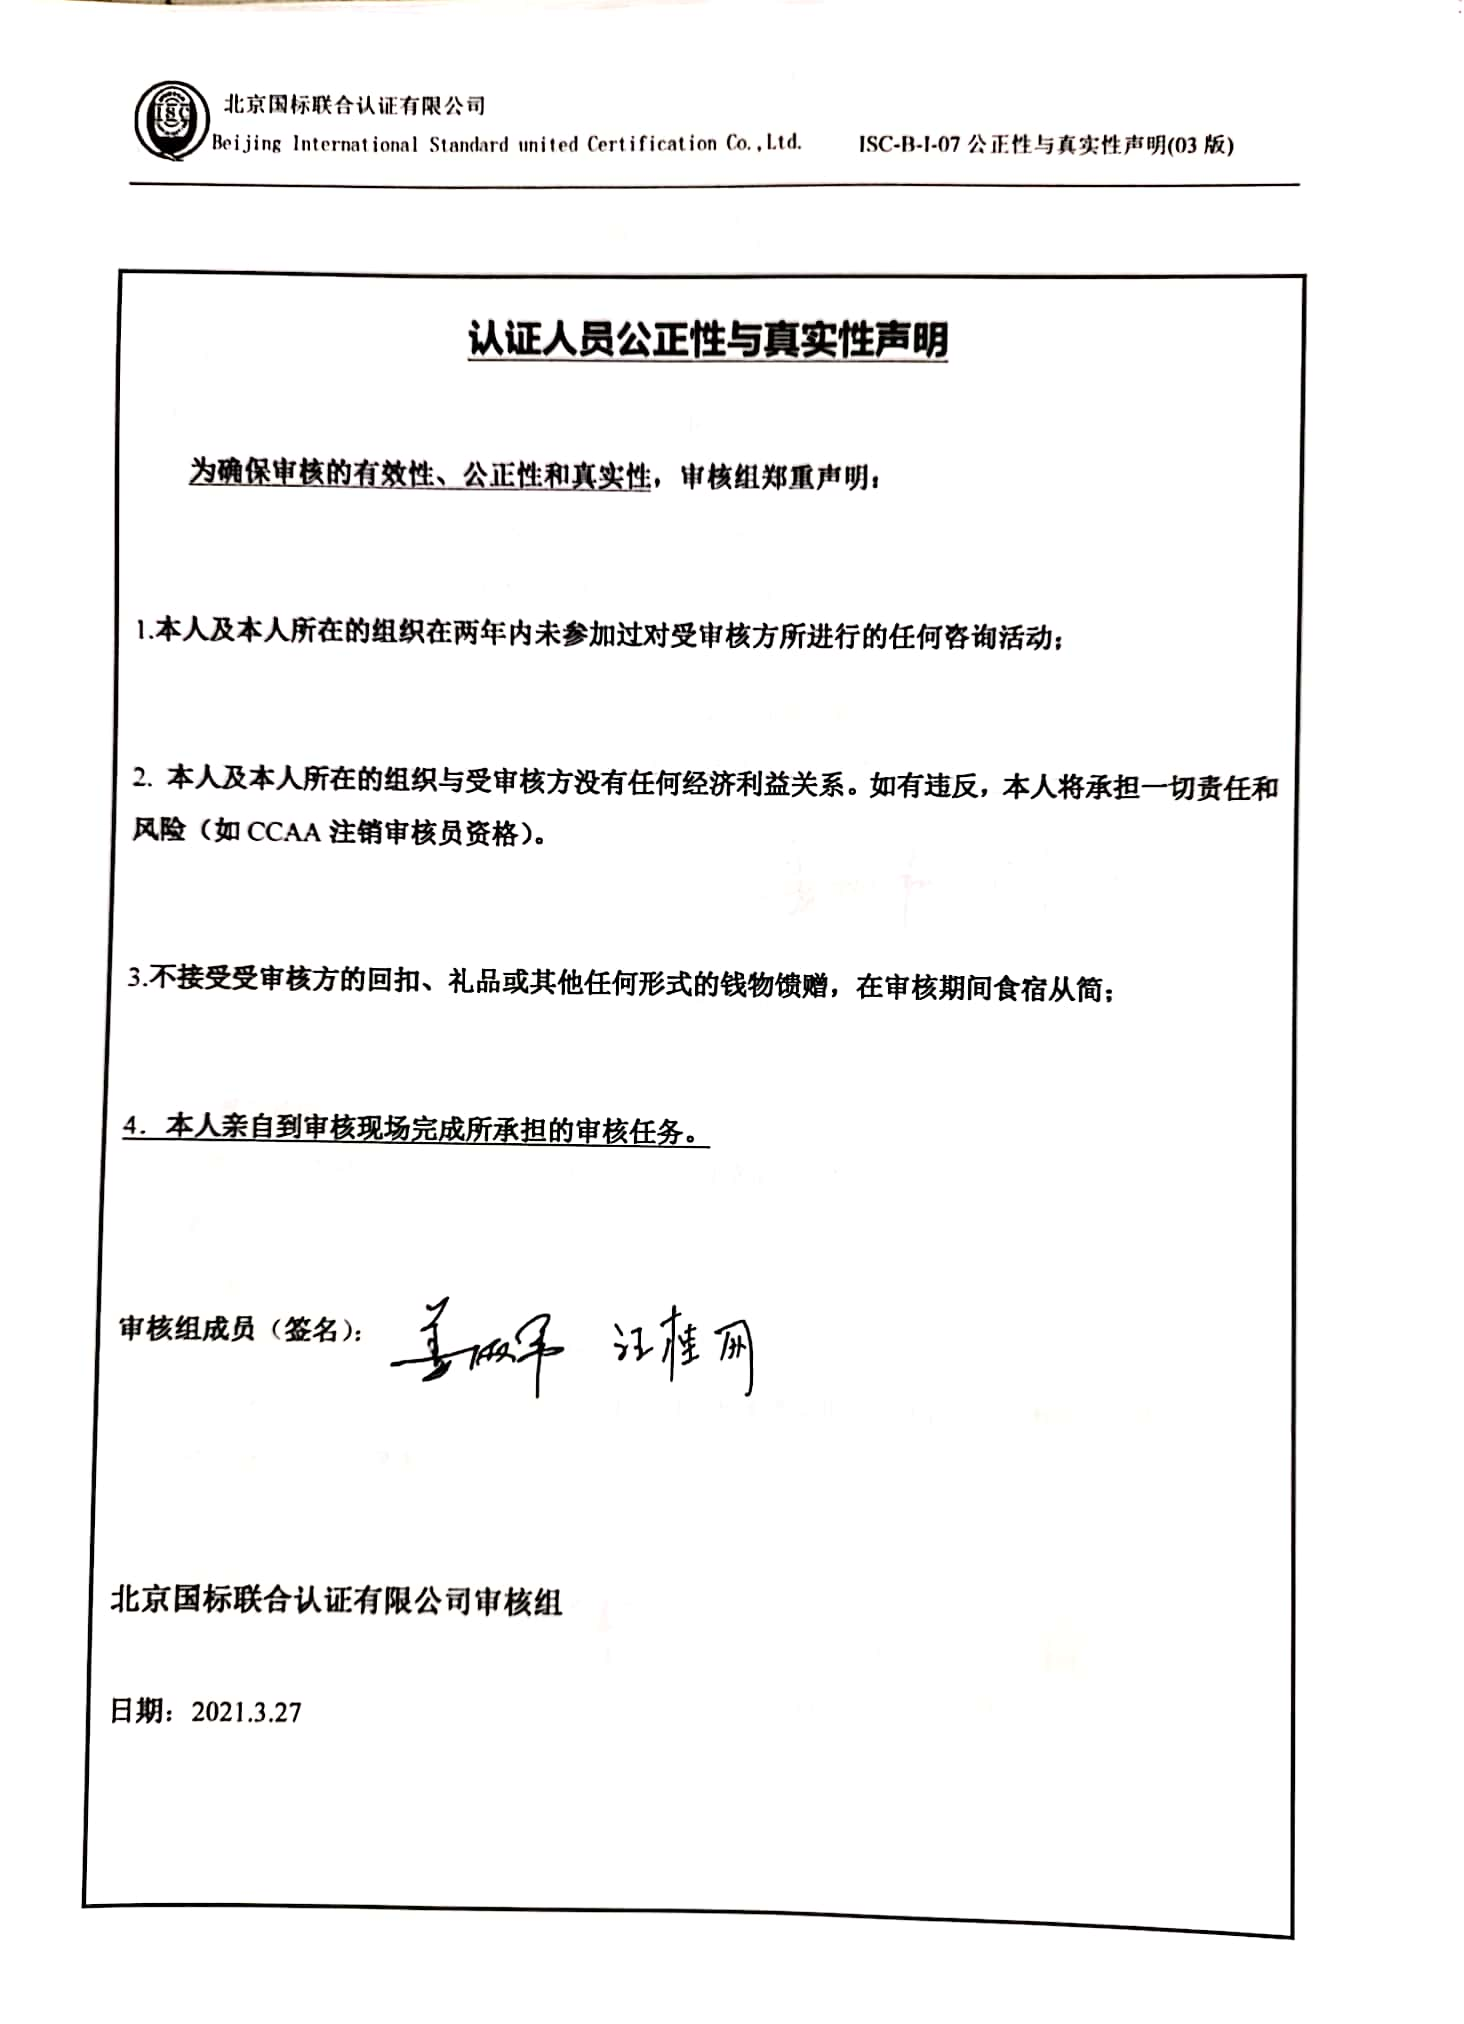 北京国标联合认证有限公司
Beijing International Standard united Certification Co.,Ltd. ISC-B-I-07 公正性与真实性声明(03 版)
认证人员公正性与真实性声明
为确保审核的有效性、公正性和真实性，审核组郑重声明：
1.本人及本人所在的组织在两年内未参加过对受审核方所进行的任何咨询活动；
2. 本人及本人所在的组织与受审核方没有任何经济利益关系。如有违反，本人将承担一切责任和
风险（如 CCAA 注销审核员资格）。
3.不接受受审核方的回扣、礼品或其他任何形式的钱物馈赠，在审核期间食宿从简；
4. 本人亲自到审核现场完成所承担的审核任务。
审核组成员（签名）： 汪桂
北京国标联合认证有限公司审核组
日期：2021.3.27